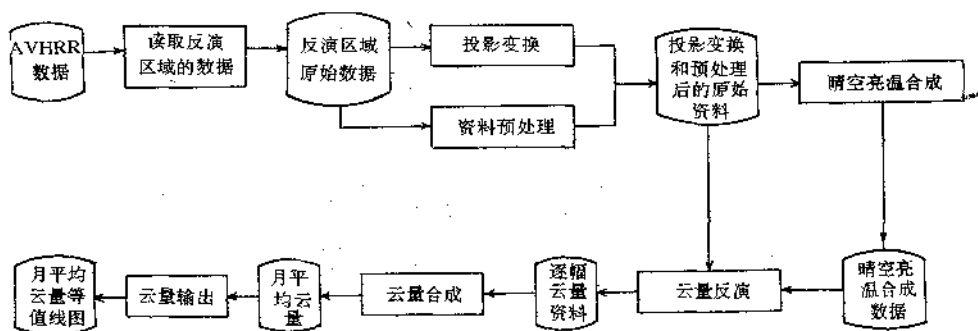 AVHRR
数据
读取反演
区域的数据
反演区域
原始数据
投影变换
资料预处理
投影变换
和预处理
后的原始
资料
晴空亮温合成
晴空亮
温合成
数据
云量反演
逐幅
云量
资料
云量合成
月平
均云
量
云量输出
月平均
云量等
值线图